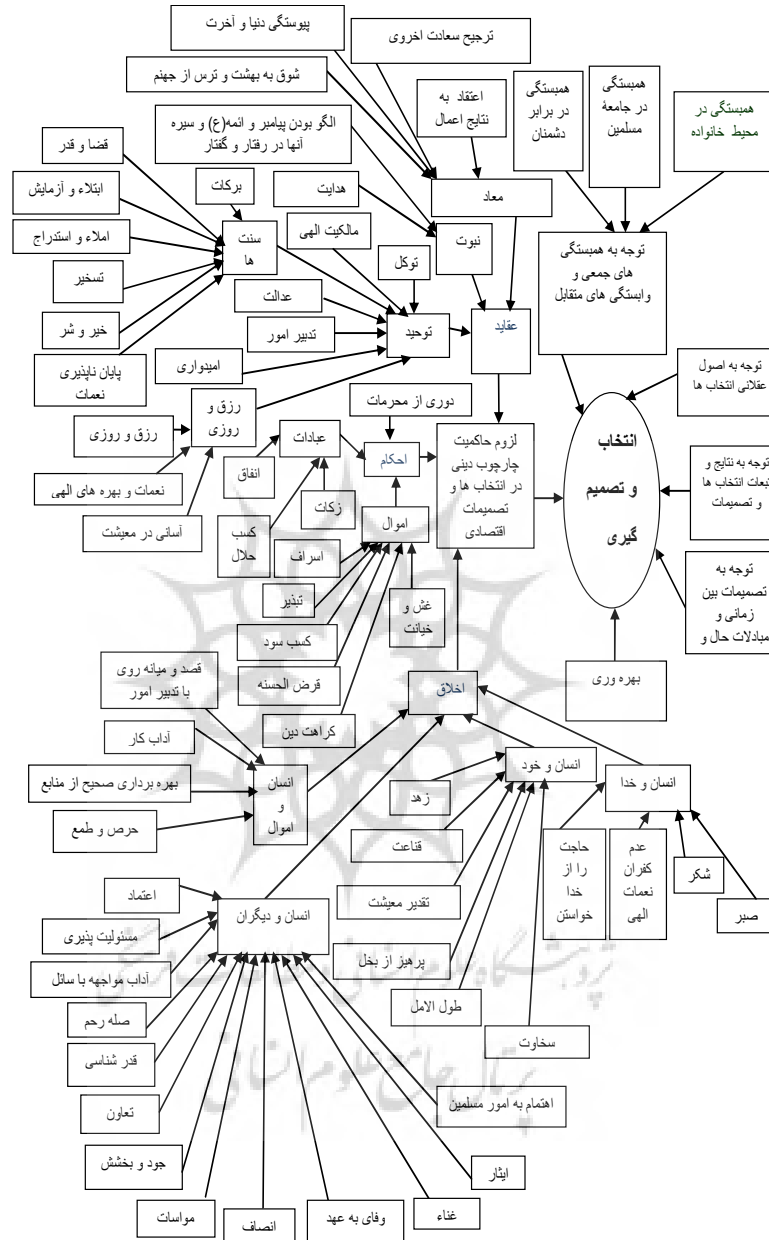 پیوستگی دنیا و آخرت
ترجیح سعادت اخروی
شوق به بهشت و ترس از جهنم
اعتقاد به
نتایج اعمال
همبستگی
در برابر
دشمنان
همبستگی
در جامعۀ
مسلمین
همبستگی در
محیط خانواده
الگو بودن پیامبر و ائمه(ع) و سیره
آنها در رفتار و گفتار
قضا و قدر
برکات
هدایت
معاد
ابتلاء و آزمایش
سنت
ها
مالکیت الهی
نبوت
توجه به همبستگی
های جمعی و
وابستگی های متقابل
املاء و استدراج
توکل
تسخیر
عدالت
توحید
عقاید
خیر و شر
تدبیر امور
پایان ناپذیری
نعمات
امیدواری
توجه به اصول
عقلانی انتخاب ها
رزق و
روزی
رزق و روزی
نعمات و بهره های الهی
آسانی در معیشت
دوری از محرمات
عبادات
احکام
انفاق
زکات
کسب
حلال
لزوم حاکمیت
چارچوب دینی
در انتخاب ها و
تصمیمات
اقتصادی
انتخاب
و تصمیم
گیری
توجه به نتایج و
تبعات انتخاب ها
و تصمیمات
اموال
اسراف
تبذیر
کسب سود
قرض الحسنه
کراهت دین
غش و
خیانت
توجه به
تصمیمات بین
زمانی و
مبادلات حال و
بهره وری
اخلاق
قصد و میانه روی
با تدبیر امور
آداب کار
بهره برداری صحیح از منابع
حرص و طمع
انسان
و
اموال
انسان و خود
انسان و خدا
زهد
قناعت
تقدیر معیشت
پرهیز از بخل
طول الامل
سخاوت
حاجت
را از
خدا
خواستن
عدم
کفران
نعمات
الهی
شکر
صبر
انسان و دیگران
اعتماد
مسئولیت پذیری
آداب مواجهه با سائل
صله رحم
قدر شناسی
تعاون
جود و بخشش
مواسات
انصاف
وفای به عهد
غناء
ایثار
اهتمام به امور مسلمین
پژوهشگاه علوم انسانی و مطالعات فرهنگی
پرتال جامع علوم انسانی